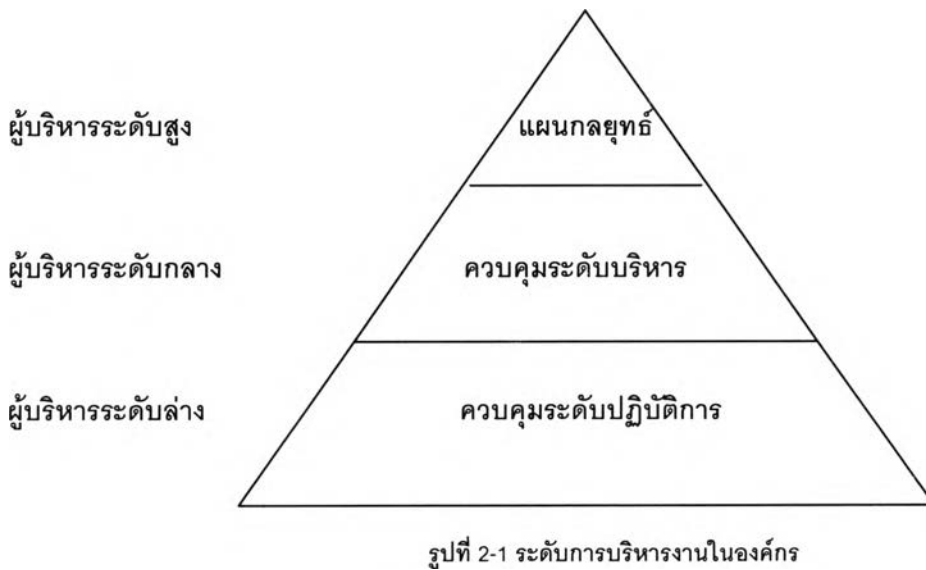 ผู้บริหารระดับสูง แผนกลยุทธ์
ผู้บริหารระดับกลาง ควบคุมระดับบริหาร
ผู้บริหารระดับล่าง ควบคุมระดับปฏิบัติการ
รูปที่ 2-1 ระดับการบริหารงานในองค์กร